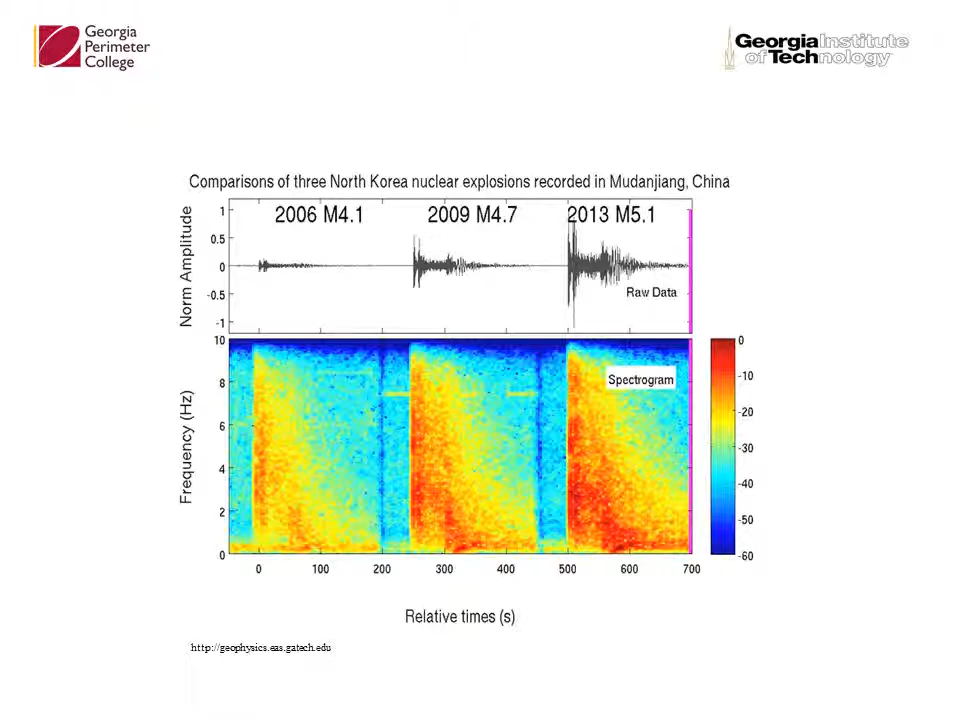 Georgia
Perimeter
College
GeorgiaInstitute
of Technology
Comparisons of three North Korea nuclear explosions recorded in Mudanjiang, China
Norm Amplitude
1
0.5
0
-0.5
-1
2006 M4.1
2009 M4.7
2013 M5.1
Raw Data
Frequency (Hz)
10
8
6
4
2
0
Spectrogram
0
-10
-20
-30
-40
-50
-60
0 100 200 300 400 500 600 700
Relative times (s)
http://geophysics.eas.gatech.edu